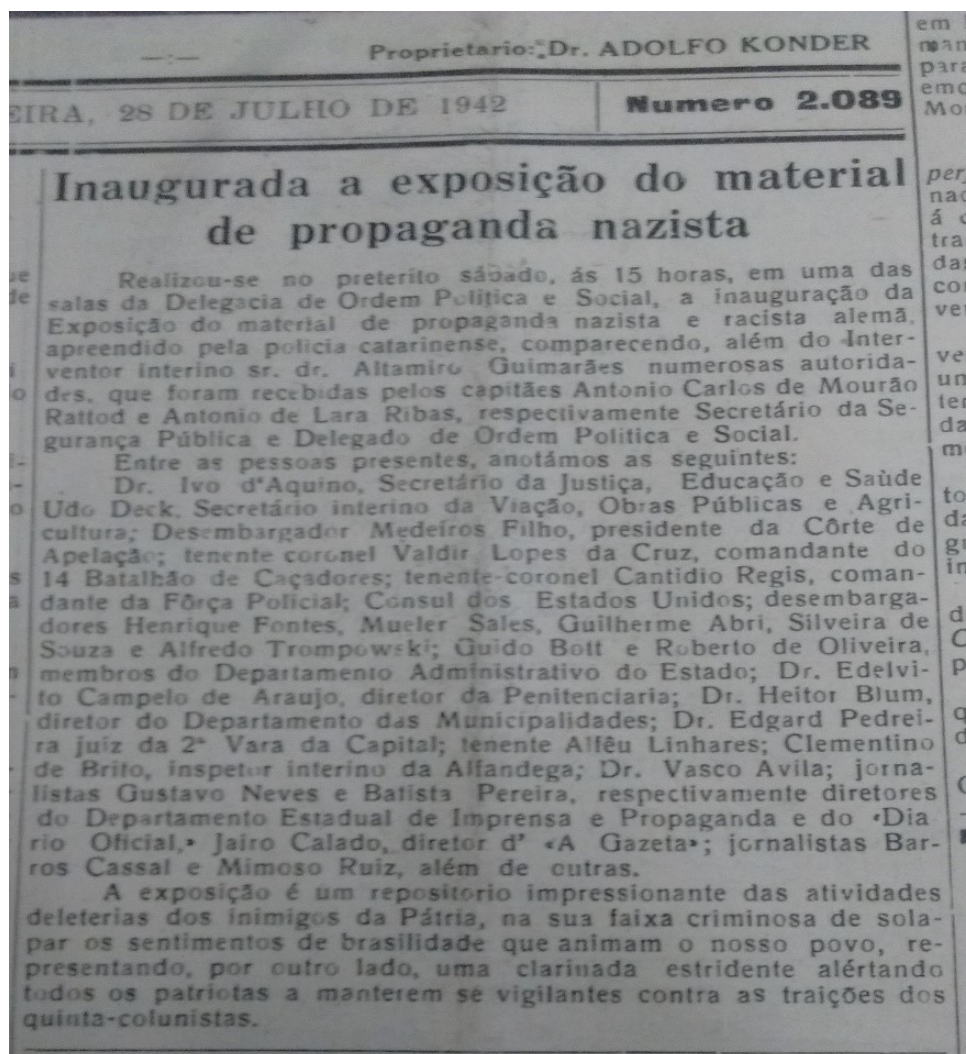 Proprietario: Dr. ADOLFO KONDER
EIRA, 28 DE JULHO DE 1942
Numero 2.089
Inaugurada a exposição do material
de propaganda nazista
Realizou-se no preterito sábado, ás 15 horas, em uma das
salas da Delegacia de Ordem Política e Social, a inauguração da
Exposição do material de propaganda nazista e racista alemã,
apreendido pela policia catarinense, comparecendo, além do Inter-
ventor interino sr. dr. Altamiro Guimarães numerosas autorida-
des, que foram recebidas pelos capitães Antonio Carlos de Mourão
Rattod e Antonio de Lara Ribas, respectivamente Secretário da Se-
gurança Pública e Delegado de Ordem Politica e Social.
Entre as pessoas presentes, anotámos as seguintes:
Dr. Ivo d'Aquino, Secretário da Justiça, Educação e Saùde
Udo Deck, Secretário interino da Viação, Obras Públicas e Agri-
cultura; Desembargador Medeiros Filho, presidente da Côrte de
Apelação; tenente coronel Valdir Lopes da Cruz, comandante do
14 Batalhão de Caçadores; tenente-coronel Cantidio Regis, coman-
dante da Fôrça Policial; Consul dos Estados Unidos; desembarga-
dores Henrique Fontes, Mueler Sales, Guilherme Abri, Silveira de
Souza e Alfredo Trompowski; Guido Bott e Roberto de Oliveira,
membros do Departamento Administrativo do Estado; Dr. Edelvi-
to Campelo de Araujo, diretor da Penitenciaria; Dr. Heitor Blum,
diretor do Departamento das Municipalidades; Dr. Edgard Pedrei-
ra juiz da 2ª Vara da Capital; tenente Alfêu Linhares; Clementino
de Brito, inspetor interino da Alfandega; Dr. Vasco Avila; jorna-
listas Gustavo Neves e Batista Pereira, respectivamente diretores
do Departamento Estadual de Imprensa e Propaganda e do «Dia
rio Oficial,» Jairo Calado, diretor d' «A Gazeta»; jornalistas Bar-
ros Cassal e Mimoso Ruiz, além de outras.
A exposição é um repositorio impressionante das atividades
deleterias dos inimigos da Pátria, na sua faixa criminosa de sola-
par os sentimentos de brasilidade que animam o nosso povo, re-
presentando, por outro lado, uma clarinada estridente alértando
todos os patriotas a manterem se vigilantes contra as traições dos
quinta-colunistas.